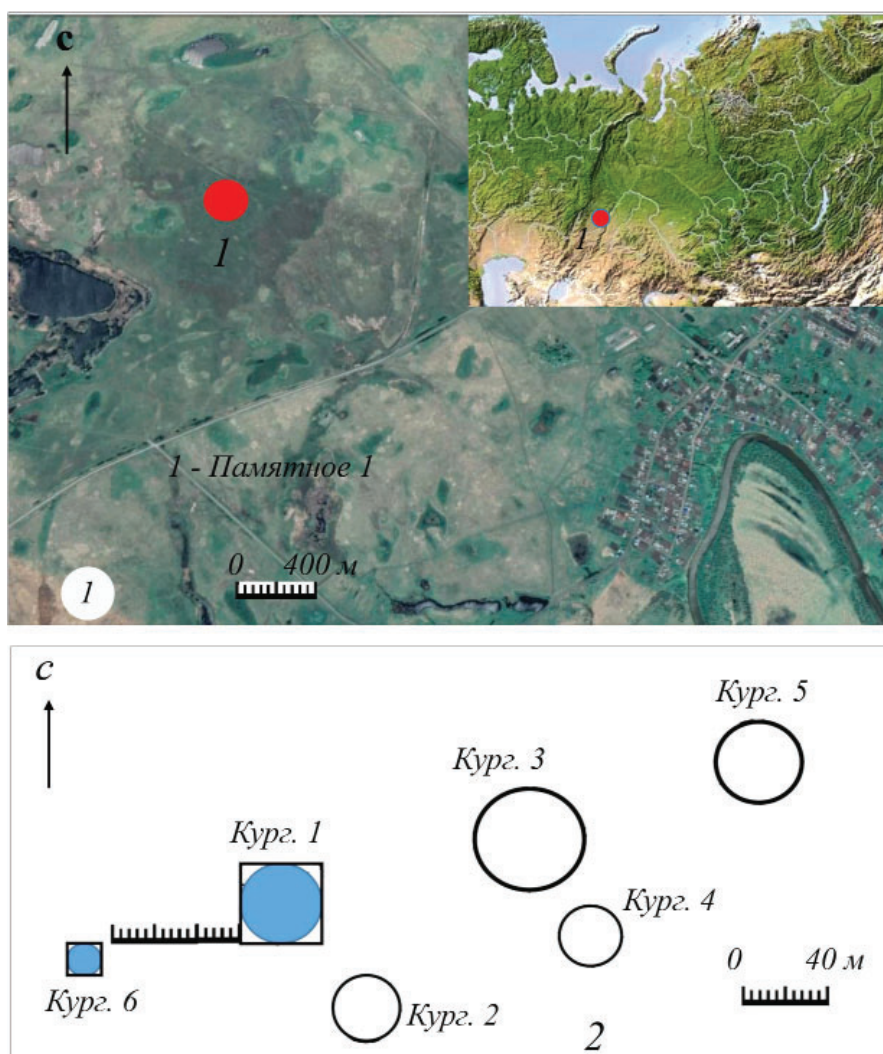 с
1
1
1 - Памятное 1
0 400 м
1
с
Кург. 5
Кург. 3
Кург. 1
Кург. 4
0 40 м
Кург. 6
Кург. 2
2